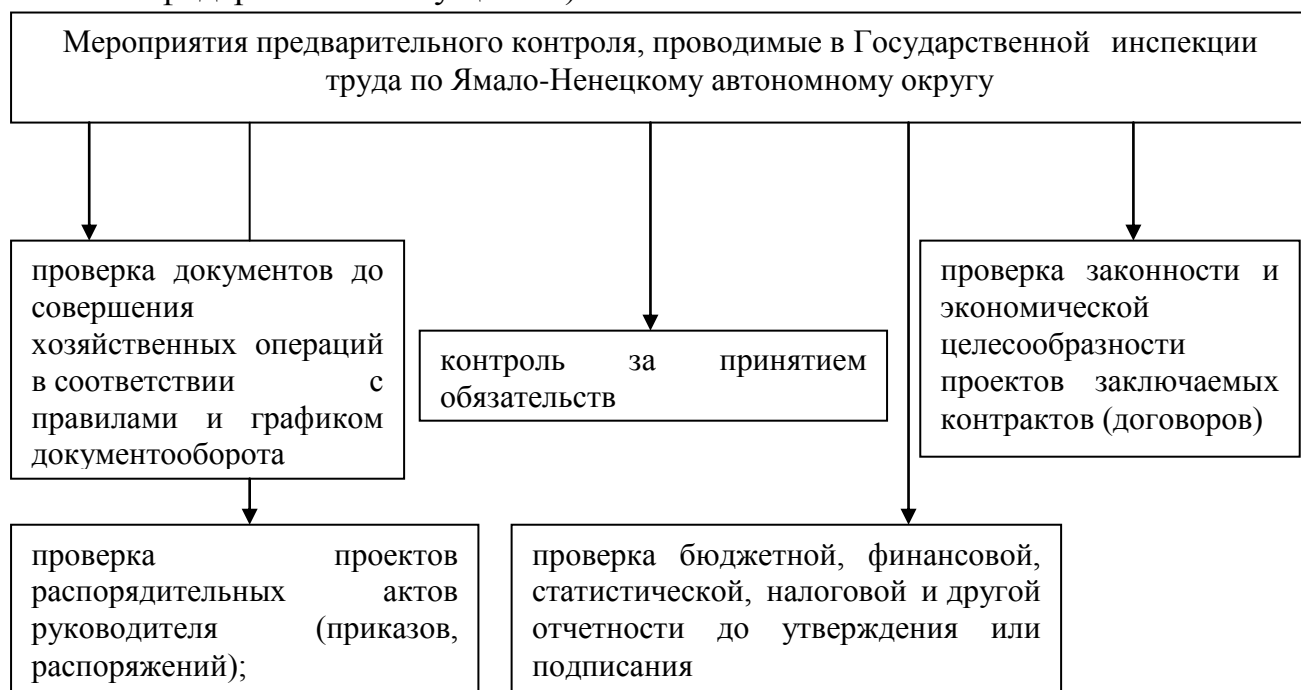 Мероприятия предварительного контроля, проводимые в Государственной инспекции
труда по Ямало-Ненецкому автономному округу
проверка документов до
совершения
хозяйственных операций
в соответствии с
правилами и графиком
документооборота
контроль за принятием
обязательств
проверка законности и
экономической
целесообразности
проектов заключаемых
контрактов (договоров)
проверка проектов
распорядительных актов
руководителя (приказов,
распоряжений);
проверка бюджетной, финансовой,
статистической, налоговой и другой
отчетности до утверждения или
подписания